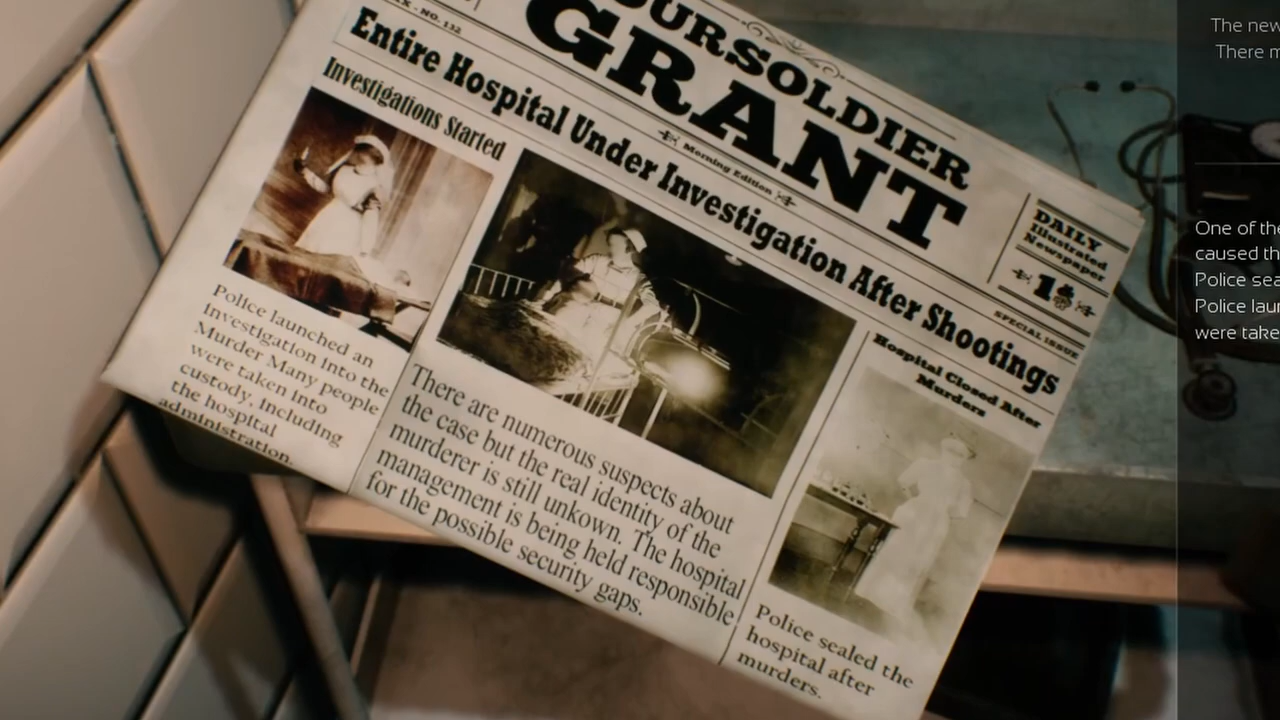 NO. 132
OURSOLDIER
GRANT
Morning Edition
DAILY
Illustrated
Newspaper
1¢
SPECIAL ISSUE
Entire Hospital Under Investigation After Shootings
Investigations Started
Police launched an
investigation into the
Murder Many people
were taken into
custody, including
the hospital
administration.
There are numerous suspects about
the case but the real identity of the
murderer is still unkown. The hospital
management is being held responsible
for the possible security gaps.
Hospital Closed After
Murders
Police sealed the
hospital after
murders.
The new
There m
One of the
caused th
Police sea
Police lau
were take